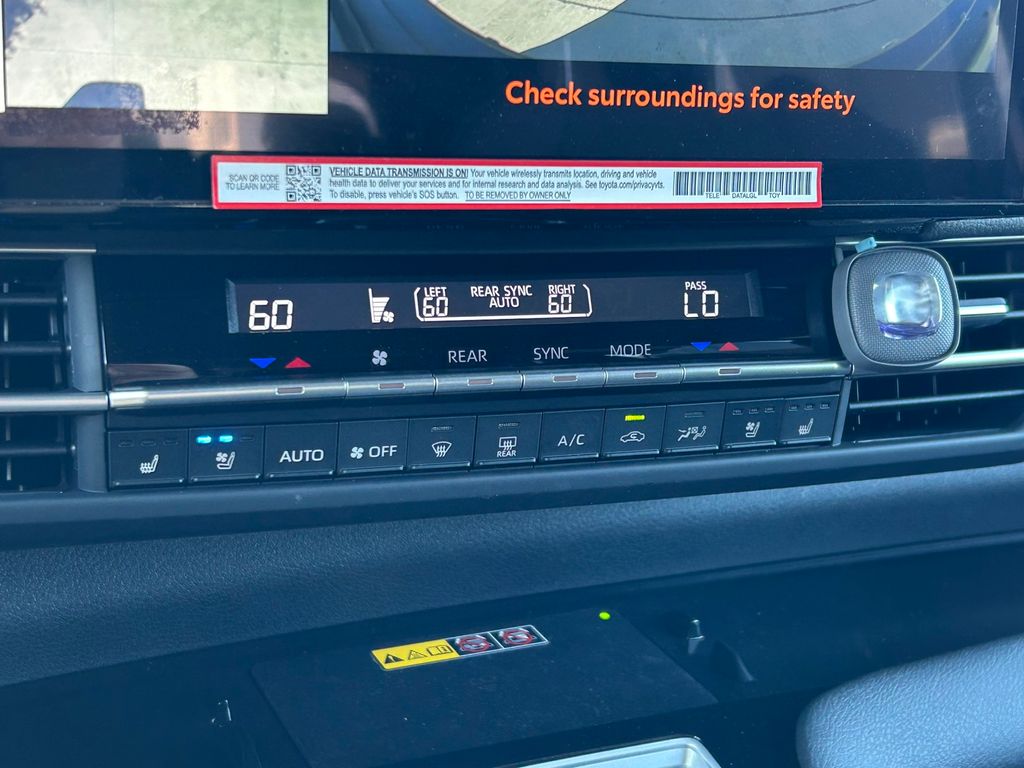 Check surroundings for safety
SCAN QR CODE
TO LEARN MORE
VEHICLE DATA TRANSMISSION IS ON! Your vehicle wirelessly transmits location, driving and vehicle
health data to deliver your services and for internal research and data analysis. See toyota.com/privacyvts.
To disable, press vehicle's SOS button. TO BE REMOVED BY OWNER ONLY
TELE DATALGL TOY
60
LEFT
60
REAR SYNC
AUTO
RIGHT
60
PASS
LO
REAR SYNC MODE
AUTO OFF REAR A/C